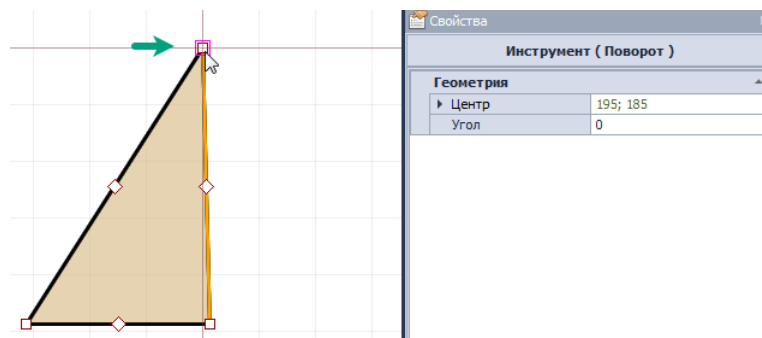 Свойства
Инструмент ( Поворот )
Геометрия
Центр 195; 185
Угол 0